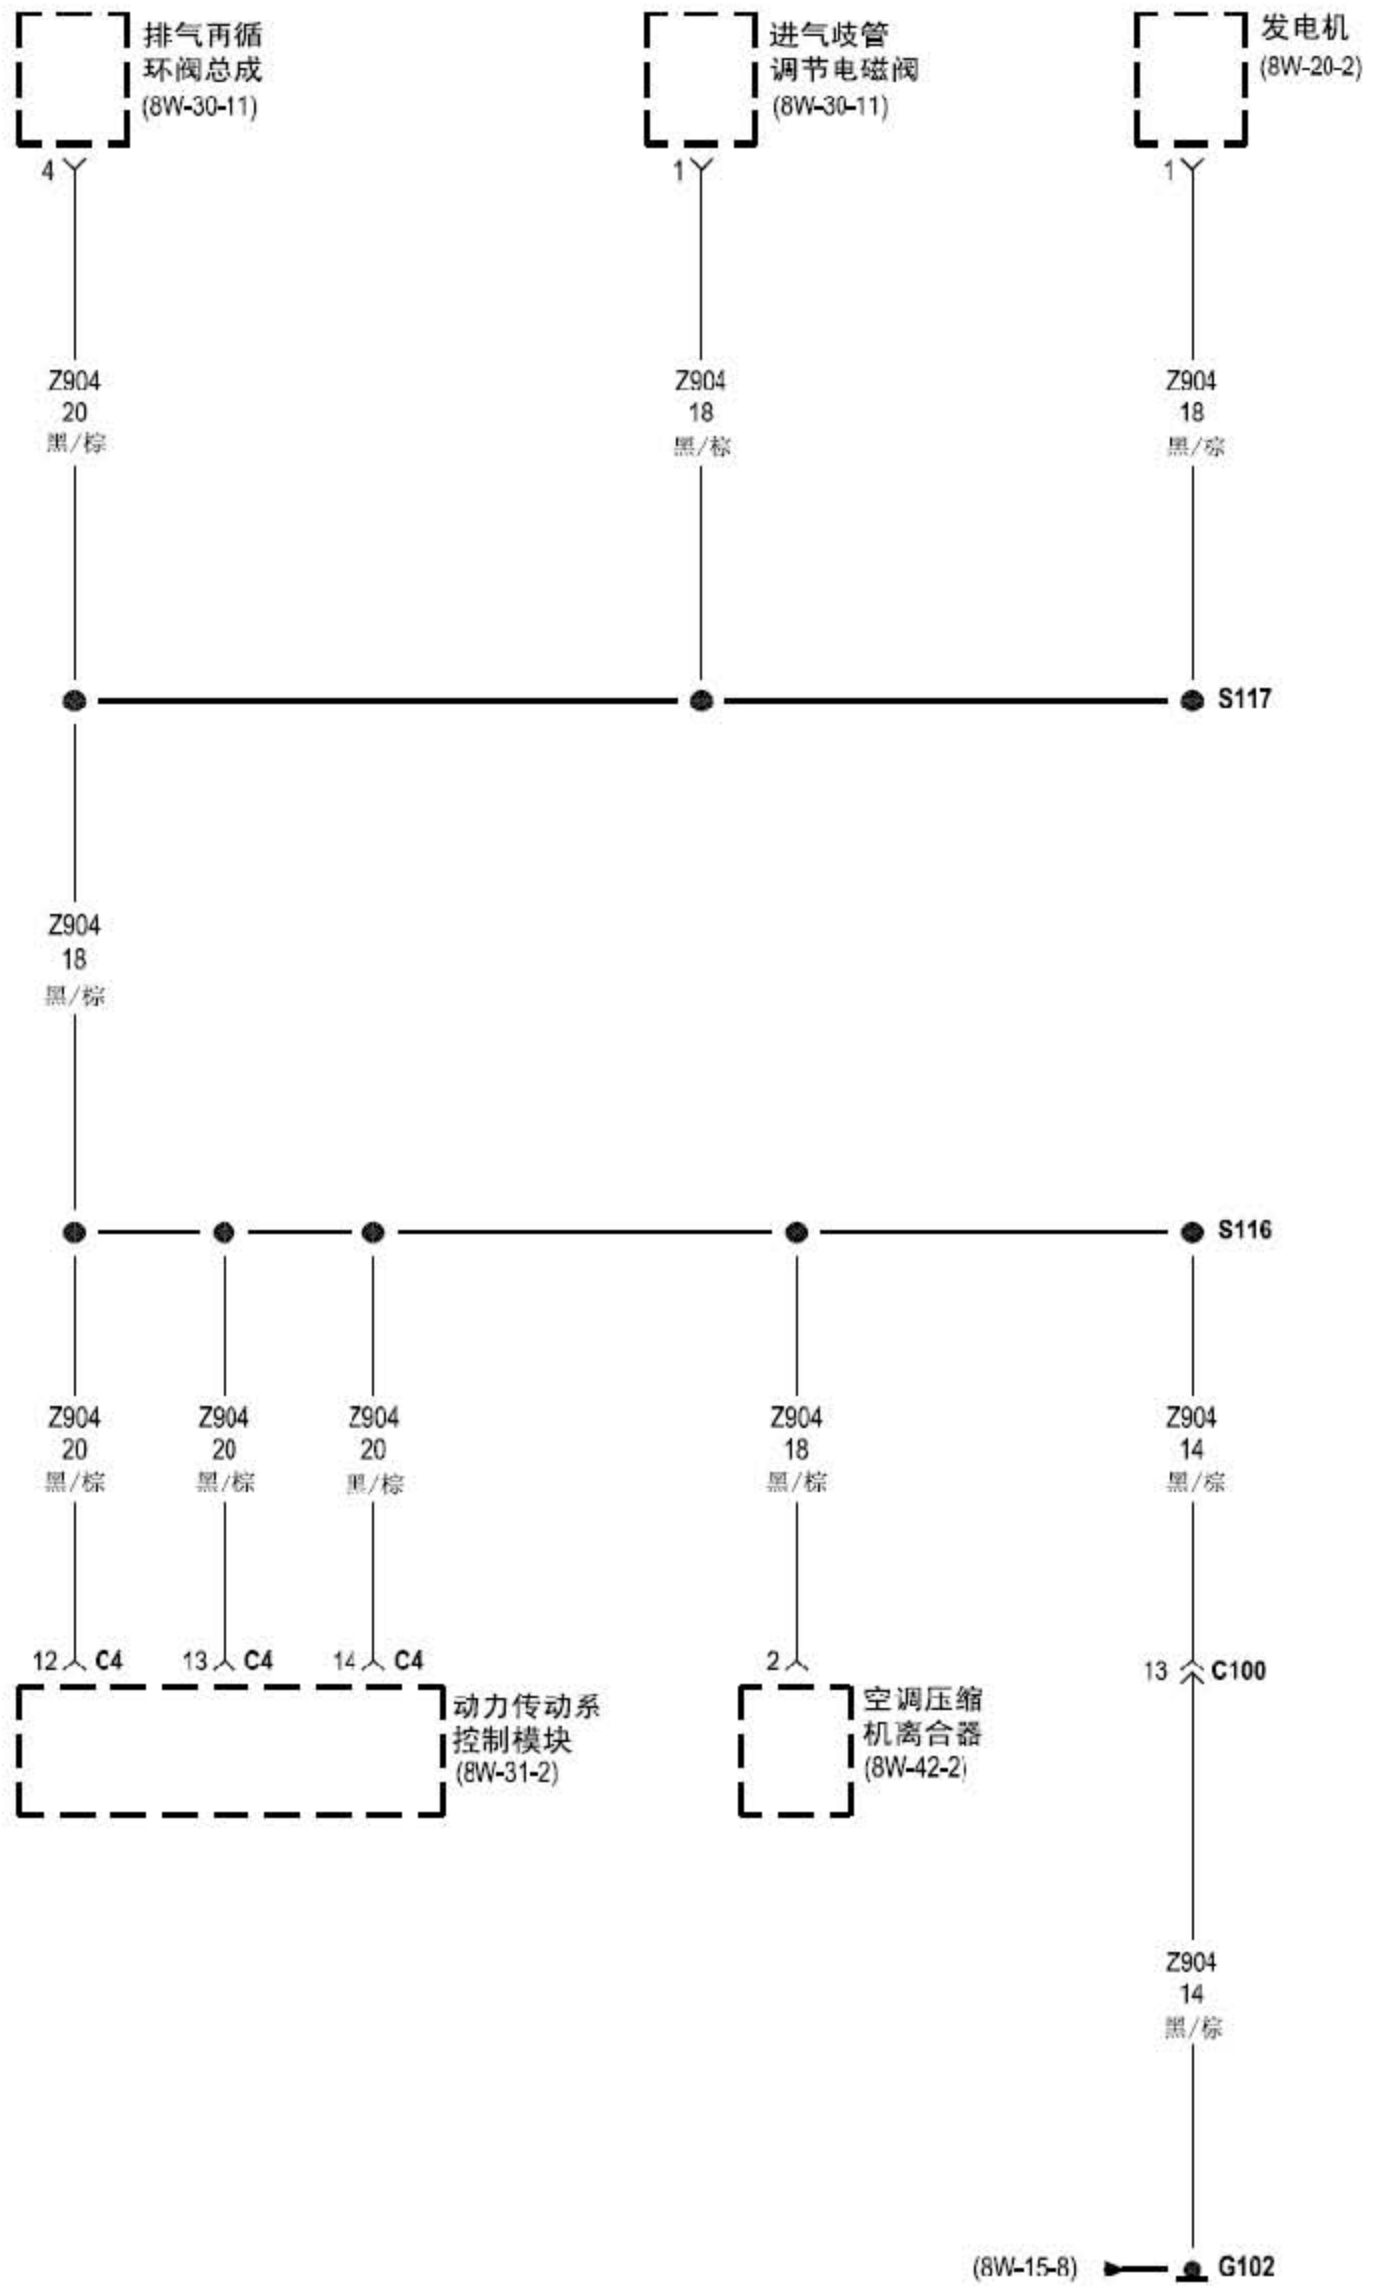 排气再循
环阀总成
(8W-30-11)
进气歧管
调节电磁阀
(8W-30-11)
发电机
(8W-20-2)
4
1
1
Z904
20
黑/棕
Z904
18
黑/棕
Z904
18
黑/棕
S117
Z904
18
黑/棕
S116
Z904
20
黑/棕
Z904
20
黑/棕
Z904
20
黑/棕
Z904
18
黑/棕
Z904
14
黑/棕
12 C4
13 C4
14 C4
2
13 C100
动力传动系
控制模块
(8W-31-2)
空调压缩
机离合器
(8W-42-2)
Z904
14
黑/棕
(8W-15-8)
G102